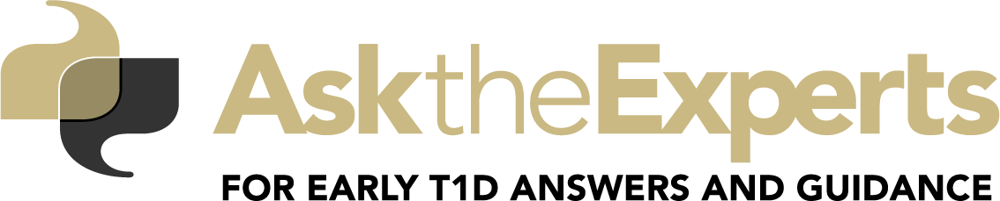 AsktheExperts
FOR EARLY T1D ANSWERS AND GUIDANCE